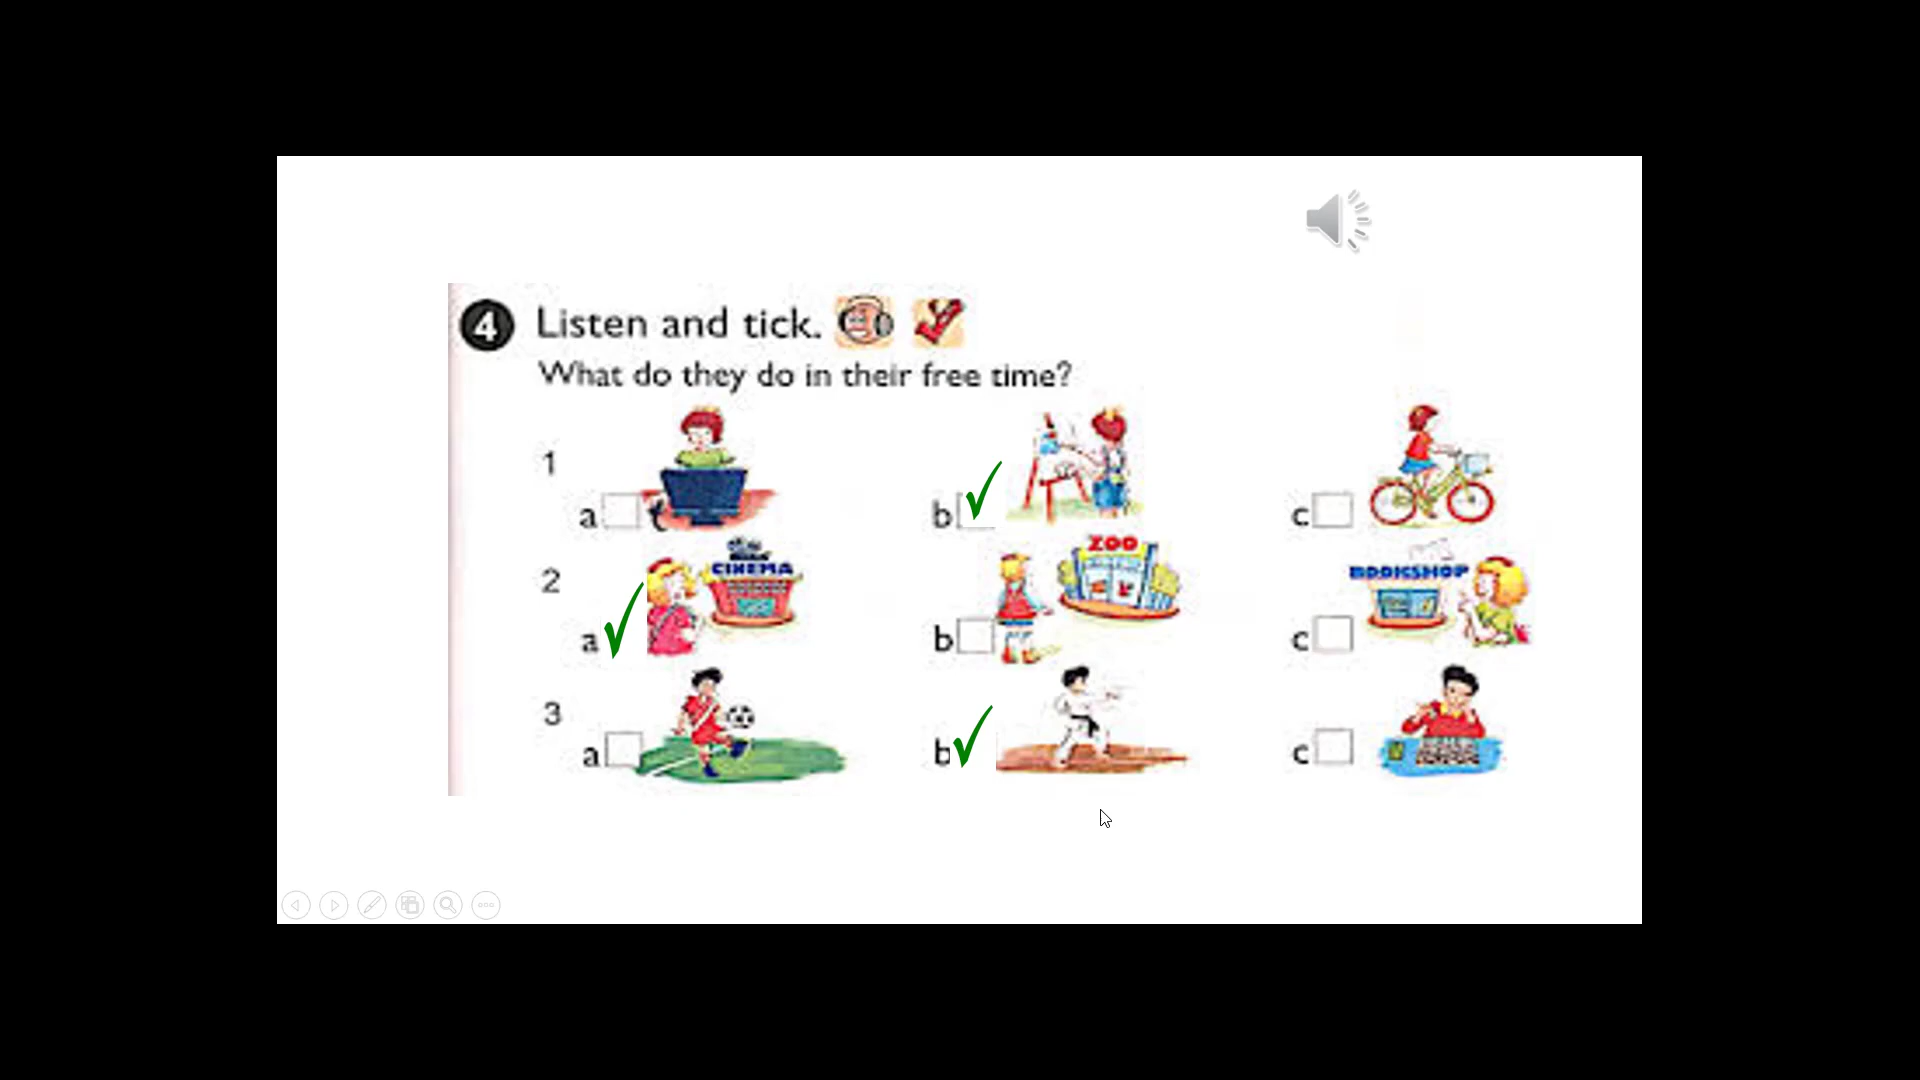 4 Listen and tick.
What do they do in their free time?
1
a b c
CINEMA ZOO
2
BOOKSHOP
a b c
3
a b c